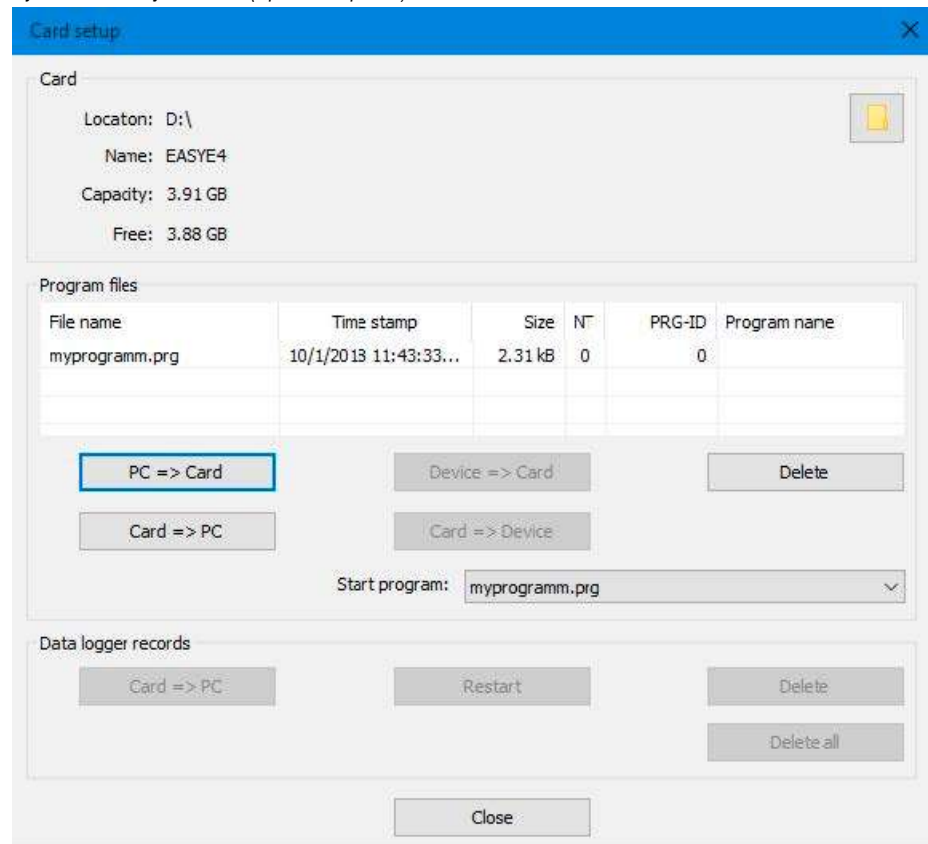 Card setup
Card
Locaton: D:\
Name: EASYE4
Capacity: 3.91 GB
Free: 3.88 GB
Program files
File name Time stamp Size NT PRG-ID Program name
myprogramm.prg 10/1/2018 11:43:33... 2.31 kB 0 0
PC => Card Device => Card Delete
Card => PC Card => Device
Start program: myprogramm.prg
Data logger records
Card => PC Restart Delete
Delete all
Close